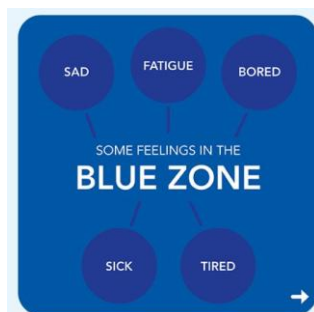 SAD
FATIGUE
BORED
SOME FEELINGS IN THE
BLUE ZONE
SICK
TIRED